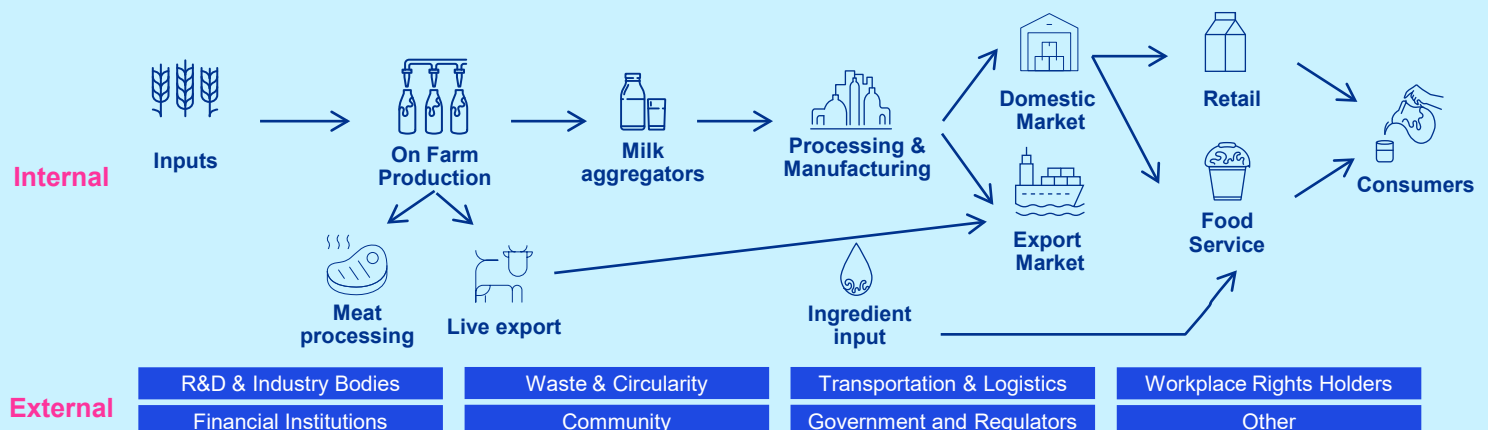 Internal
Inputs
On Farm
Production
Milk
aggregators
Processing &
Manufacturing
Domestic
Market
Export
Market
Retail
Food
Service
Consumers
Meat
processing
Live export
Ingredient
input
External
R&D & Industry Bodies
Waste & Circularity
Transportation & Logistics
Workplace Rights Holders
Financial Institutions
Community
Government and Regulators
Other